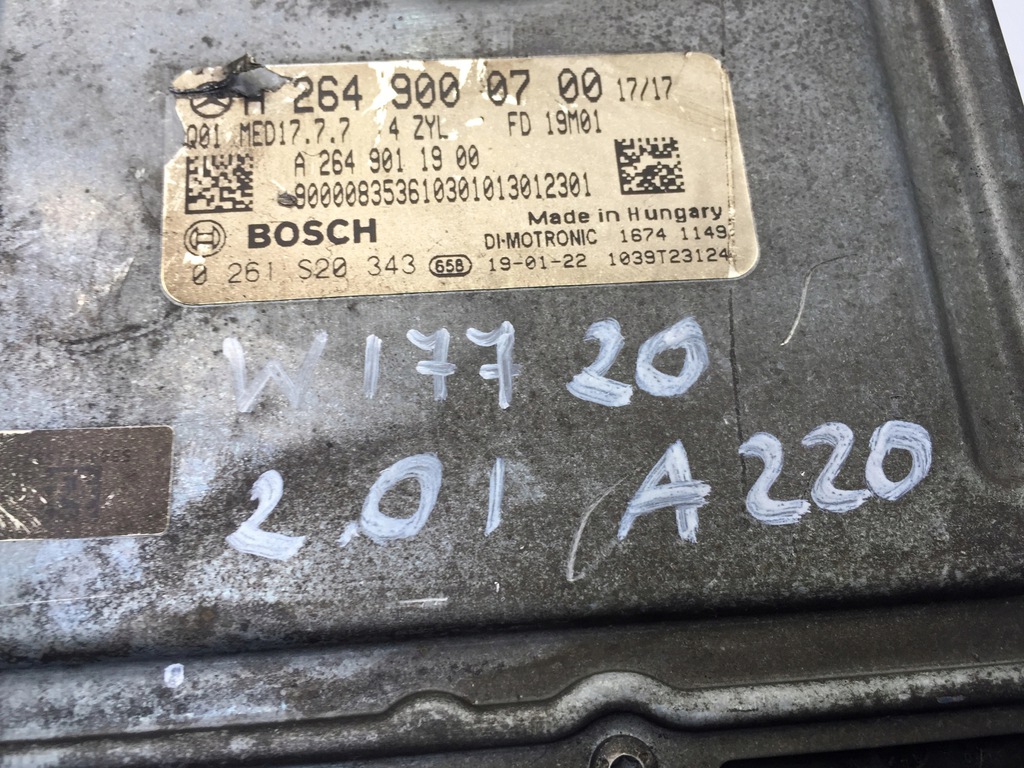 A 264 900 07 00 17/17
Q01 MED17.7.7 4 ZYL FD 19M01
A 264 901 19 00
90000835361030101301 2301
BOSCH
Made in Hungary
DI-MOTRONIC 1674 1149
0 261 S20 343 658 19-01-22 1039T23124
W177 20
2.0l A220